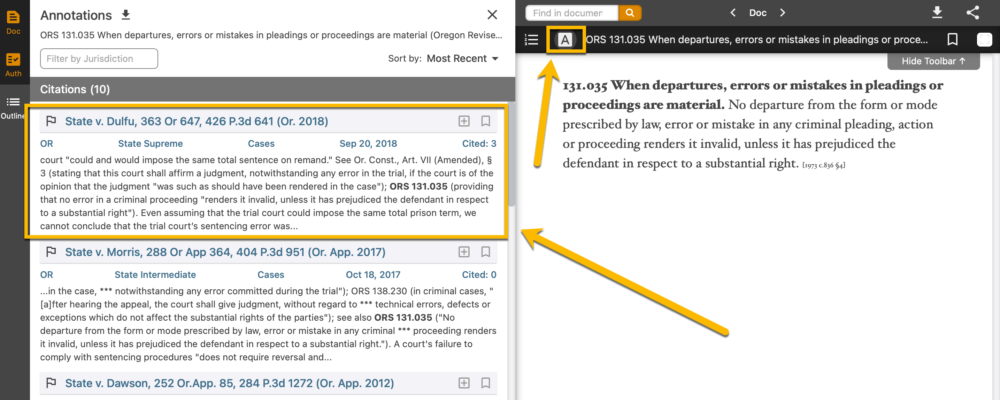 Doc
Auth
Outline
Annotations
ORS 131.035 When departures, errors or mistakes in pleadings or proceedings are material (Oregon Revise...
Filter by Jurisdiction
Sort by: Most Recent
Citations (10)
State v. Dulfu, 363 Or 647, 426 P.3d 641 (Or. 2018)
OR State Supreme Cases Sep 20, 2018 Cited: 3
court "could and would impose the same total sentence on remand." See Or. Const., Art. VII (Amended), §
3 (stating that this court shall affirm a judgment, notwithstanding any error in the trial, if the court is of the
opinion that the judgment "was such as should have been rendered in the case"); ORS 131.035 (providing
that no error in a criminal proceeding "renders it invalid, unless it has prejudiced the defendant in respect
to a substantial right"). Even assuming that the trial court could impose the same total prison term, we
cannot conclude that the trial court’s sentencing error was...
State v. Morris, 288 Or App 364, 404 P.3d 951 (Or. App. 2017)
OR State Intermediate Cases Oct 18, 2017 Cited: 0
...in the case, *** notwithstanding any error committed during the trial"); ORS 138.230 (in criminal cases, "
[a]fter hearing the appeal, the court shall give judgment, without regard to *** technical errors, defects or
exceptions which do not affect the substantial rights of the parties"); see also ORS 131.035 ("No
departure from the form or mode prescribed by law, error or mistake in any criminal *** proceeding renders
it invalid, unless it has prejudiced the defendant in respect to a substantial right."). A court's failure to
comply with sentencing procedures "does not require reversal and...
State v. Dawson, 252 Or.App. 85, 284 P.3d 1272 (Or. App. 2012)
Find in documen
Doc
A
ORS 131.035 When departures, errors or mistakes in pleadings or proce...
Hide Toolbar ↑
131.035 When departures, errors or mistakes in pleadings or
proceedings are material. No departure from the form or mode
prescribed by law, error or mistake in any criminal pleading, action
or proceeding renders it invalid, unless it has prejudiced the
defendant in respect to a substantial right. [1973 c.836 §4]